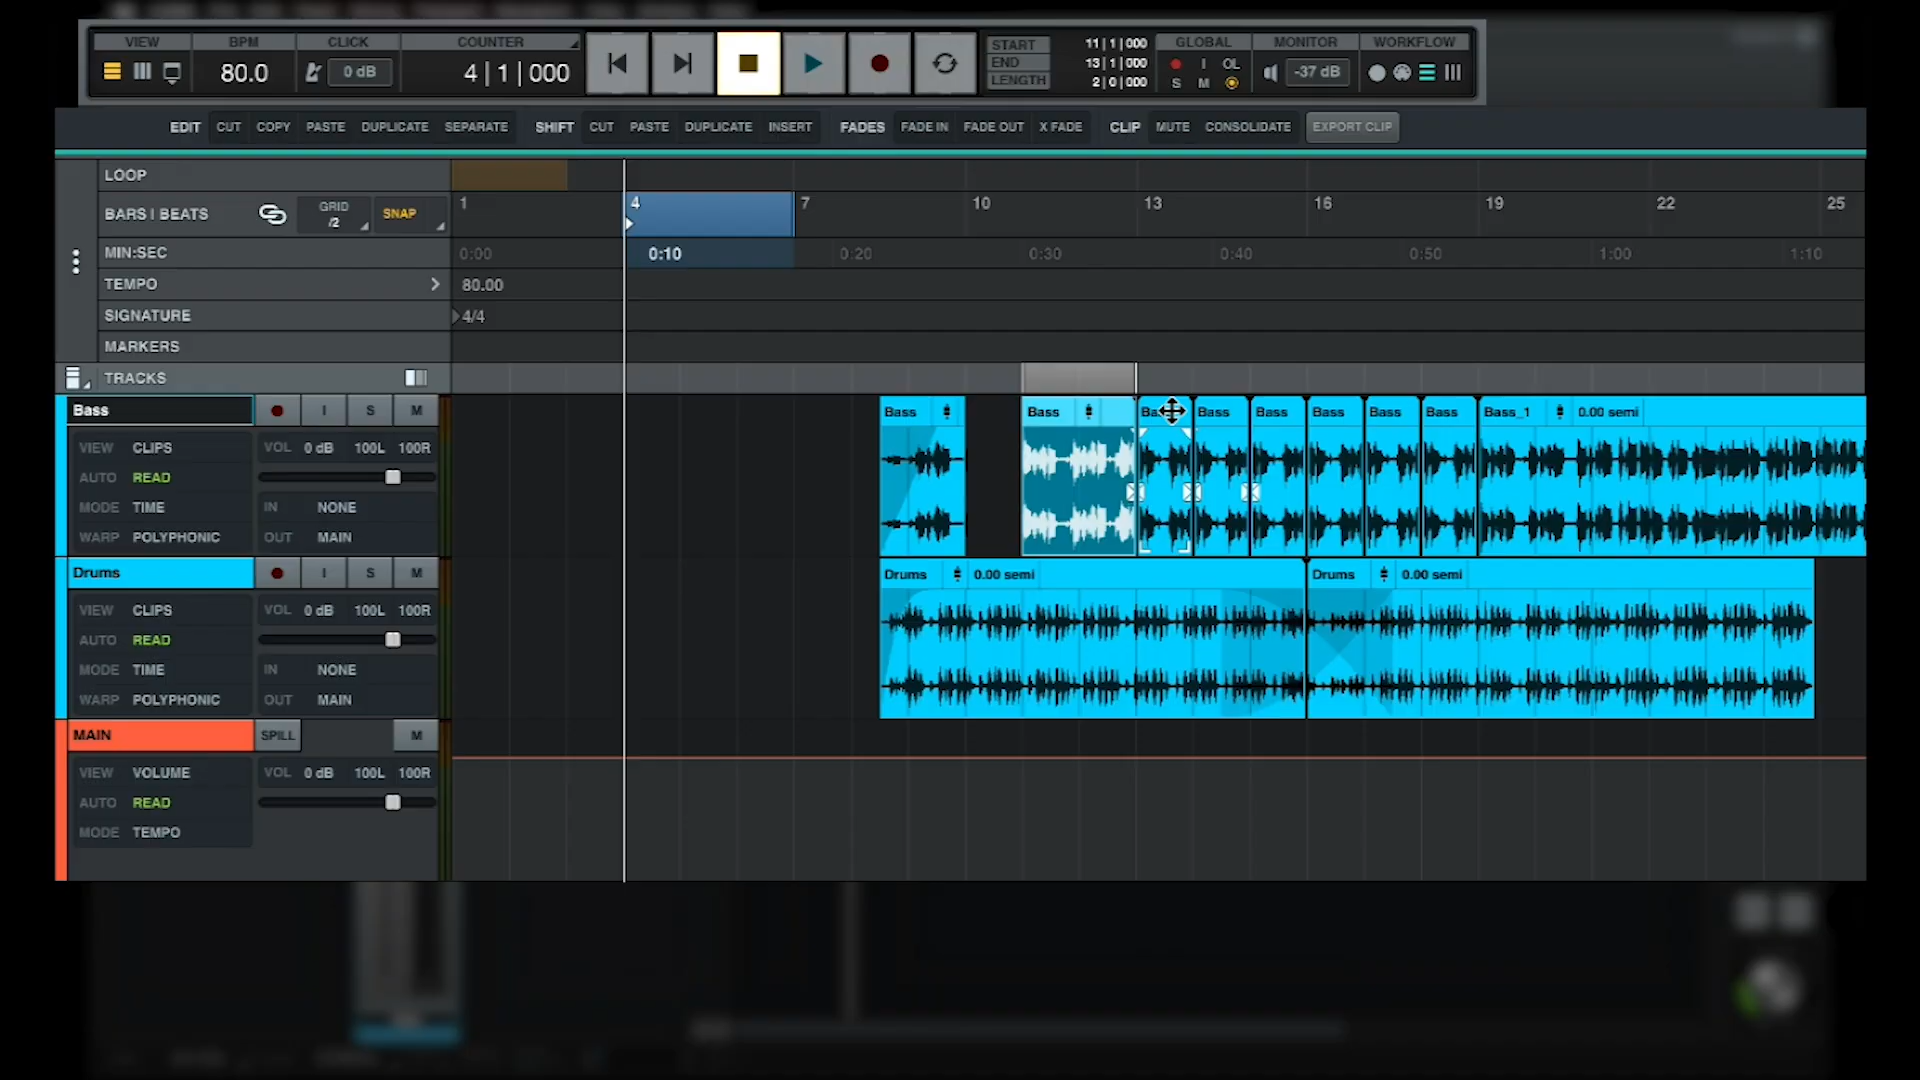 VIEW BPM CLICK COUNTER
80.0 0 dB 4|1|000
START 11|1|000
END 13|1|000
LENGTH 2|0|000
GLOBAL MONITOR WORKFLOW
I OL
S M
-37 dB
EDIT CUT COPY PASTE DUPLICATE SEPARATE SHIFT CUT PASTE DUPLICATE INSERT FADES FADE IN FADE OUT X FADE CLIP MUTE CONSOLIDATE EXPORT CLIP
LOOP
BARS | BEATS GRID /2 SNAP 1 4 7 10 13 16 19 22 25
MIN:SEC 0:00 0:10 0:20 0:30 0:40 0:50 1:00 1:10
TEMPO 80.00
SIGNATURE 4/4
MARKERS
TRACKS
Bass I S M
Bass Bass Ba Bass Bass Bass Bass Bass Bass_1 0.00 semi
VIEW CLIPS VOL 0 dB 100L 100R
AUTO READ
MODE TIME IN NONE
WARP POLYPHONIC OUT MAIN
Drums I S M
Drums 0.00 semi Drums 0.00 semi
VIEW CLIPS VOL 0 dB 100L 100R
AUTO READ
MODE TIME IN NONE
WARP POLYPHONIC OUT MAIN
MAIN SPILL M
VIEW VOLUME VOL 0 dB 100L 100R
AUTO READ
MODE TEMPO